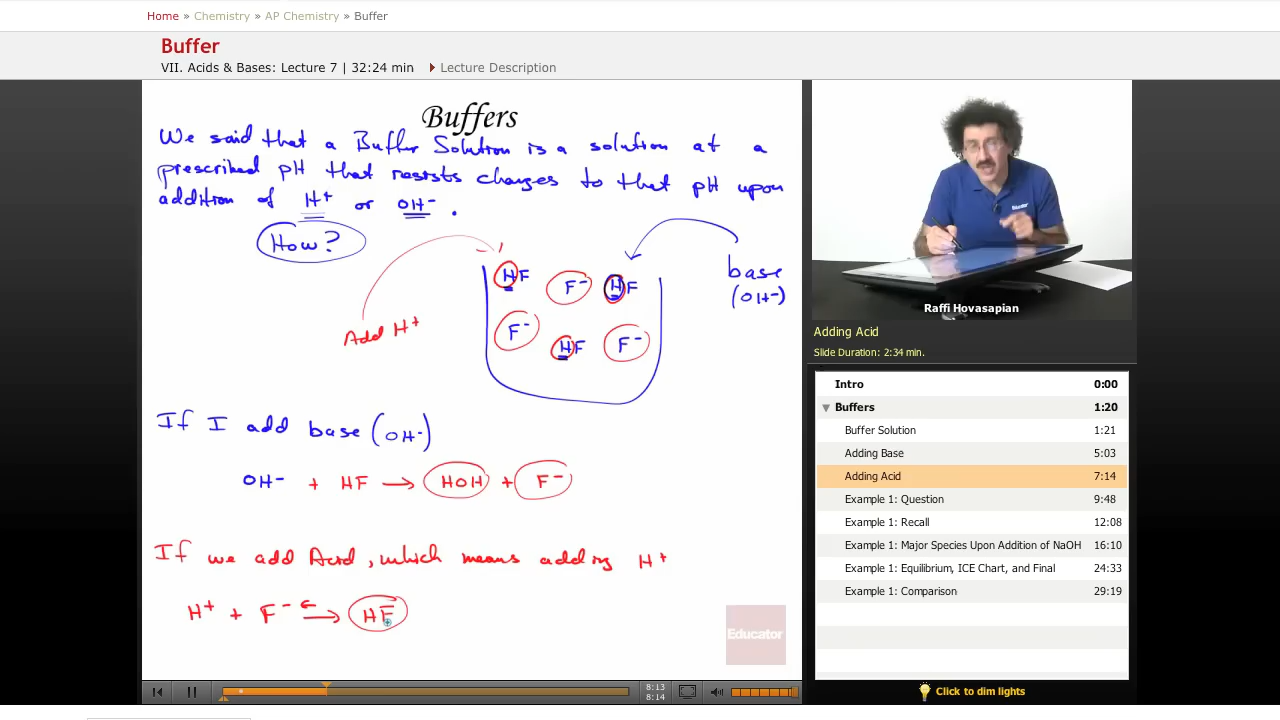 Home » Chemistry » AP Chemistry » Buffer
Buffer
VII. Acids & Bases: Lecture 7 | 32:24 min
Lecture Description
Buffers
We said that a Buffer Solution is a solution at a
prescribed pH that resists changes to that pH upon
addition of H+ or OH- .
How?
HF F- HF
F- HF F-
base
(OH-)
Add H+
If I add base (OH-)
OH- + HF → HOH + F-
If we add Acid, which means adding H+
H+ + F- ⇌ HF
Educator
Educator
Raffi Hovasapian
Adding Acid
Slide Duration: 2:34 min.
Intro 0:00
Buffers 1:20
Buffer Solution 1:21
Adding Base 5:03
Adding Acid 7:14
Example 1: Question 9:48
Example 1: Recall 12:08
Example 1: Major Species Upon Addition of NaOH 16:10
Example 1: Equilibrium, ICE Chart, and Final 24:33
Example 1: Comparison 29:19
8:13
8:14
Click to dim lights